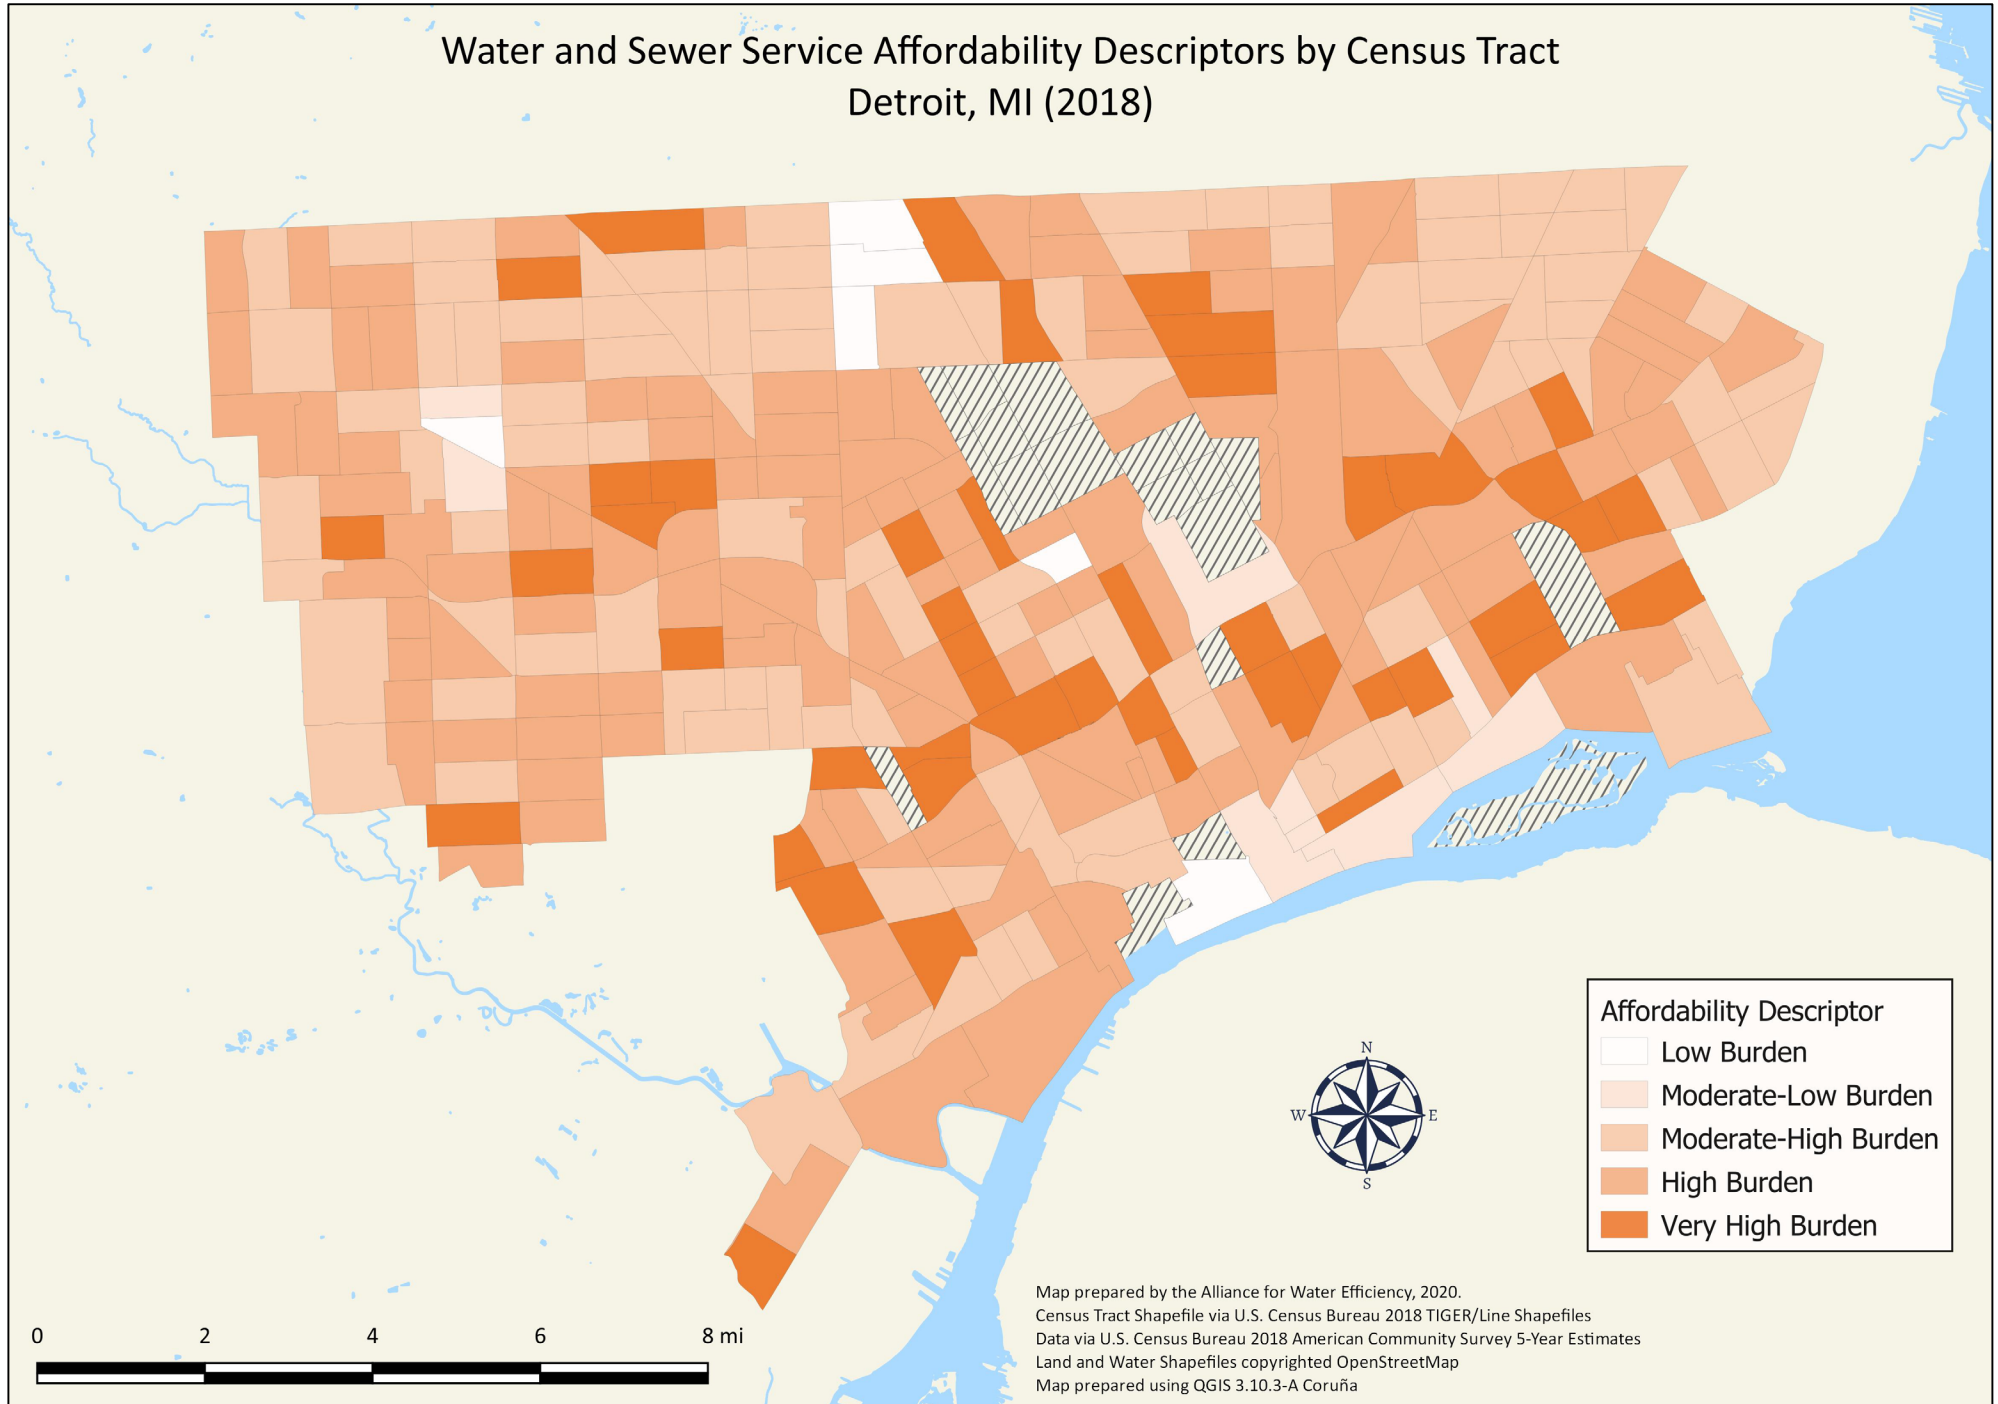 Water and Sewer Service Affordability Descriptors by Census Tract
Detroit, MI (2018)
Affordability Descriptor
Low Burden
Moderate-Low Burden
Moderate-High Burden
High Burden
Very High Burden
N
W
E
S
Map prepared by the Alliance for Water Efficiency, 2020.
Census Tract Shapefile via U.S. Census Bureau 2018 TIGER/Line Shapefiles
Data via U.S. Census Bureau 2018 American Community Survey 5-Year Estimates
Land and Water Shapefiles copyrighted OpenStreetMap
Map prepared using QGIS 3.10.3-A Coruña
0 2 4 6 8 mi